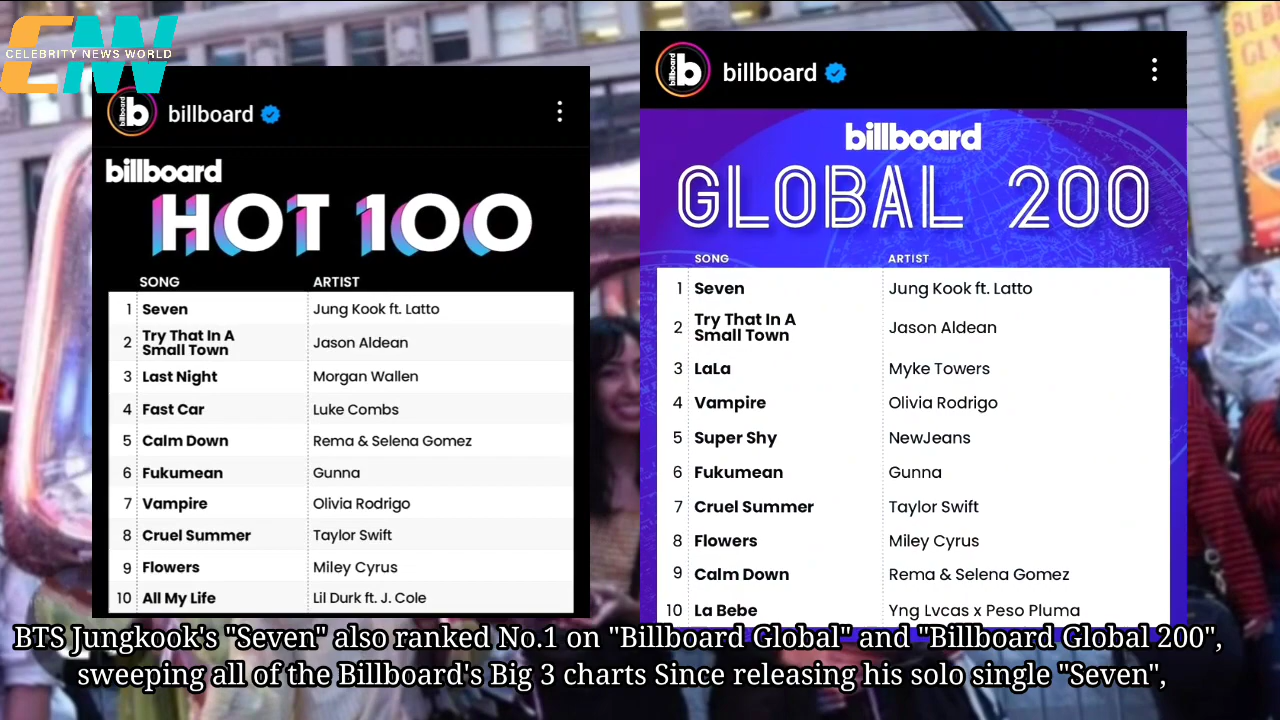 CNW
CELEBRITY NEWS WORLD
billboard
billboard
HOT 100
SONG ARTIST
1 Seven Jung Kook ft. Latto
2 Try That In A Small Town Jason Aldean
3 Last Night Morgan Wallen
4 Fast Car Luke Combs
5 Calm Down Rema & Selena Gomez
6 Fukumean Gunna
7 Vampire Olivia Rodrigo
8 Cruel Summer Taylor Swift
9 Flowers Miley Cyrus
10 All My Life Lil Durk ft. J. Cole
billboard
billboard
GLOBAL 200
SONG ARTIST
1 Seven Jung Kook ft. Latto
2 Try That In A Small Town Jason Aldean
3 LaLa Myke Towers
4 Vampire Olivia Rodrigo
5 Super Shy NewJeans
6 Fukumean Gunna
7 Cruel Summer Taylor Swift
8 Flowers Miley Cyrus
9 Calm Down Rema & Selena Gomez
10 La Bebe Yng Lvcas x Peso Pluma
BTS Jungkook's "Seven" also ranked No.1 on "Billboard Global" and "Billboard Global 200",
sweeping all of the Billboard's Big 3 charts Since releasing his solo single "Seven",